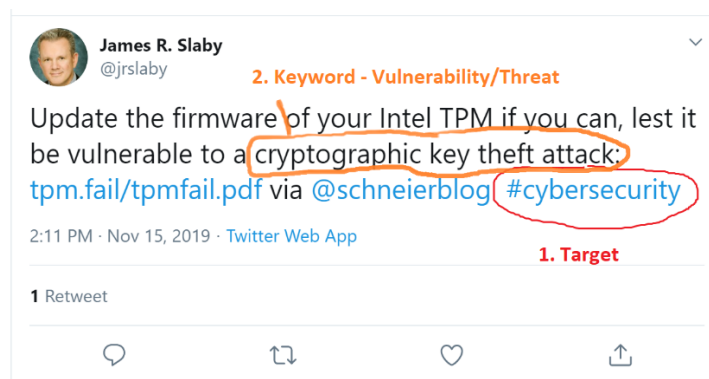 James R. Slaby
@jrslaby
2. Keyword - Vulnerability/Threat
Update the firmware of your Intel TPM if you can, lest it
be vulnerable to a cryptographic key theft attack:
tpm.fail/tpmfail.pdf via @schneierblog #cybersecurity
2:11 PM · Nov 15, 2019 · Twitter Web App
1. Target
1 Retweet